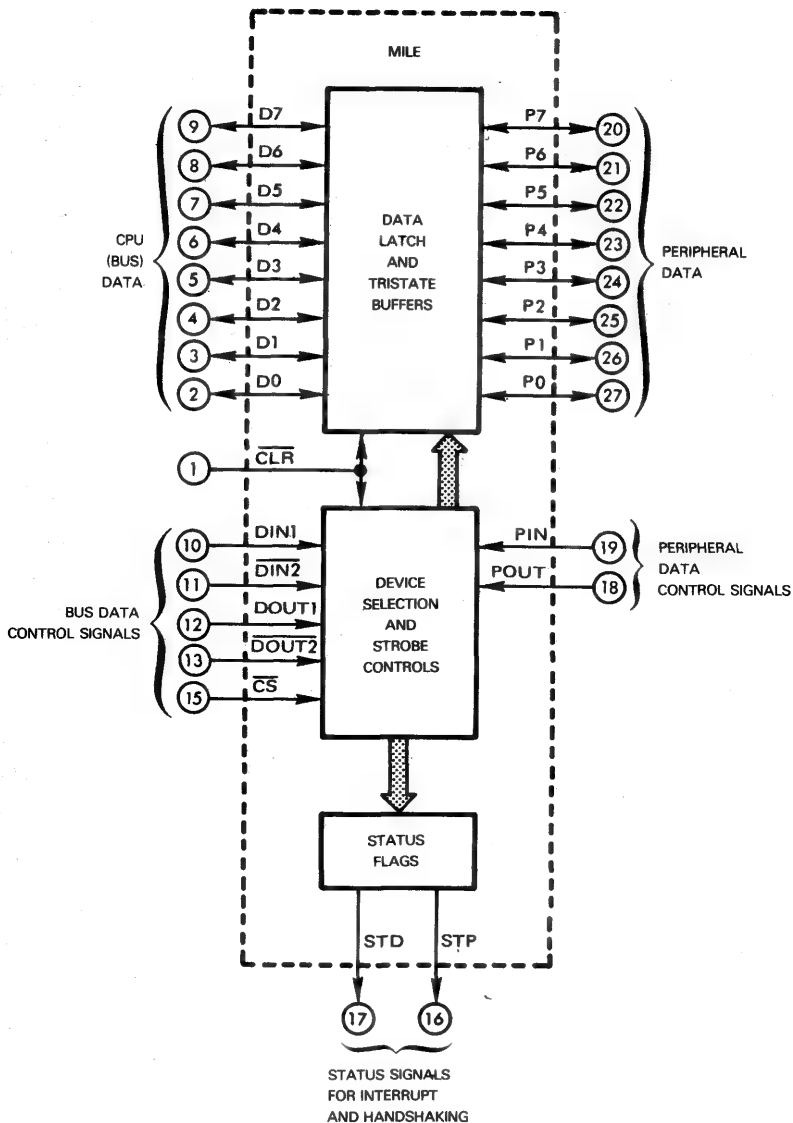 MILE
9 D7 P7 20
8 D6 P6 21
7 D5 P5 22
6 D4 P4 23
5 D3 P3 24
4 D2 P2 25
3 D1 P1 26
2 D0 P0 27
CPU
(BUS)
DATA
DATA
LATCH
AND
TRISTATE
BUFFERS
PERIPHERAL
DATA
1 C̅L̅R̅
10 DIN1
11 D̅I̅N̅2̅
12 DOUT1
13 D̅O̅U̅T̅2̅
15 C̅S̅
BUS DATA
CONTROL SIGNALS
DEVICE
SELECTION
AND
STROBE
CONTROLS
PIN 19
POUT 18
PERIPHERAL
DATA
CONTROL SIGNALS
STATUS
FLAGS
STD STP
17 16
STATUS SIGNALS
FOR INTERRUPT
AND HANDSHAKING